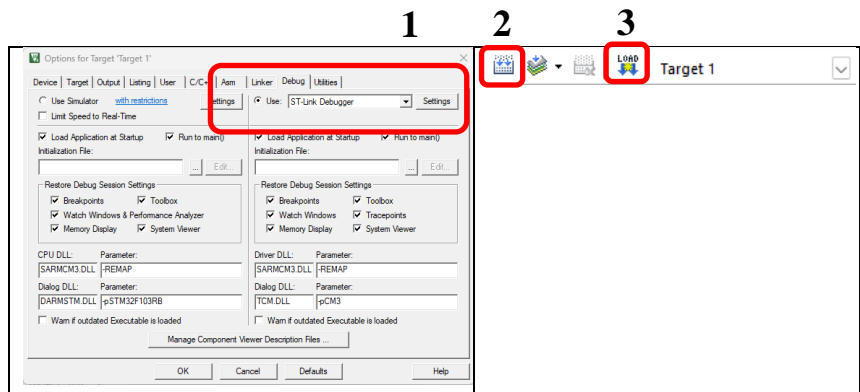 1 2 3
Options for Target 'Target 1'
Device Target Output Listing User C/C+ Asm Linker Debug Utilities
Use Simulator with restrictions ettings Use: ST-Link Debugger Settings
Limit Speed to Real-Time
Load Application at Startup Run to main() Load Application at Startup Run to main()
Initialization File: Initialization File:
... Edit... ... Edit...
Restore Debug Session Settings Restore Debug Session Settings
Breakpoints Toolbox Breakpoints Toolbox
Watch Windows & Performance Analyzer Watch Windows Tracepoints
Memory Display System Viewer Memory Display System Viewer
CPU DLL: Parameter: Driver DLL: Parameter:
SARMCM3.DLL -REMAP SARMCM3.DLL -REMAP
Dialog DLL: Parameter: Dialog DLL: Parameter:
DARMSTM.DLL -pSTM32F103RB TCM.DLL -pCM3
Warn if outdated Executable is loaded Warn if outdated Executable is loaded
Manage Component Viewer Description Files ...
OK Cancel Defaults Help
LOAD
Target 1